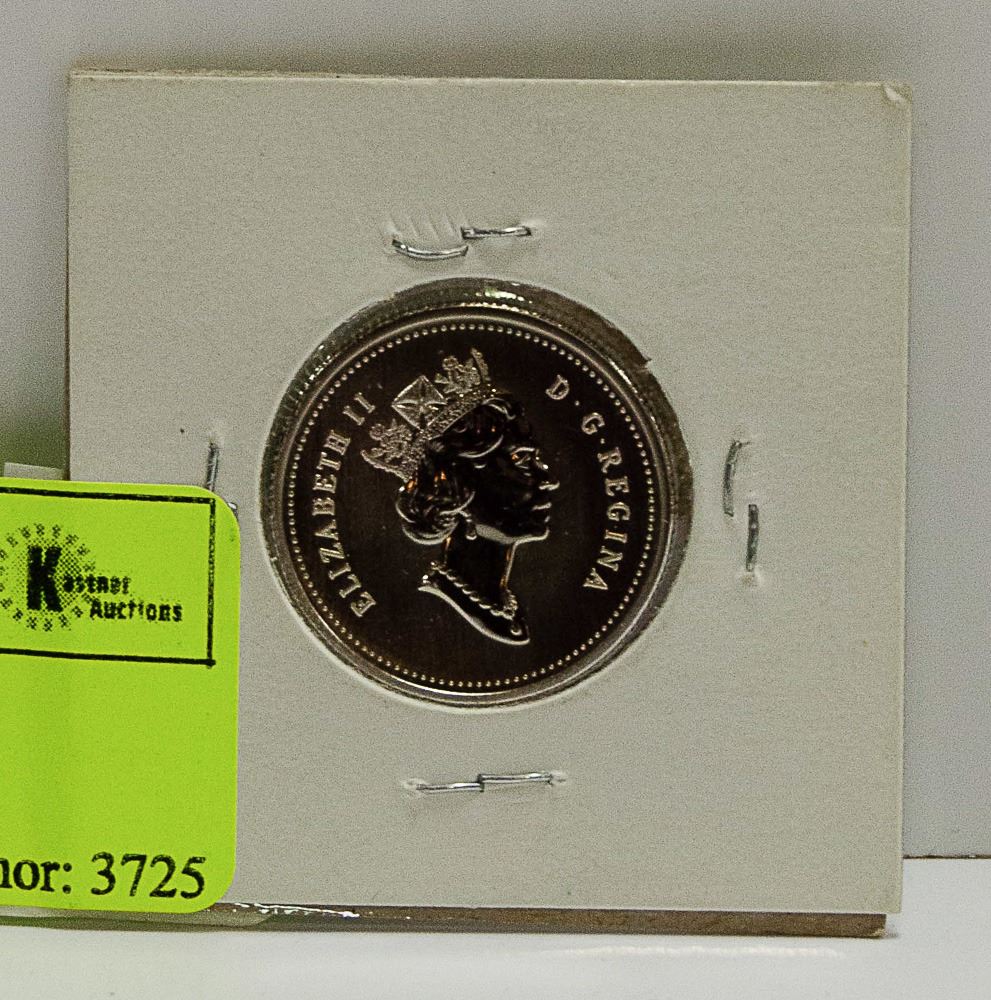 ELIZABETH II D·G·REGINA
Kastner
Auctions
nor: 3725